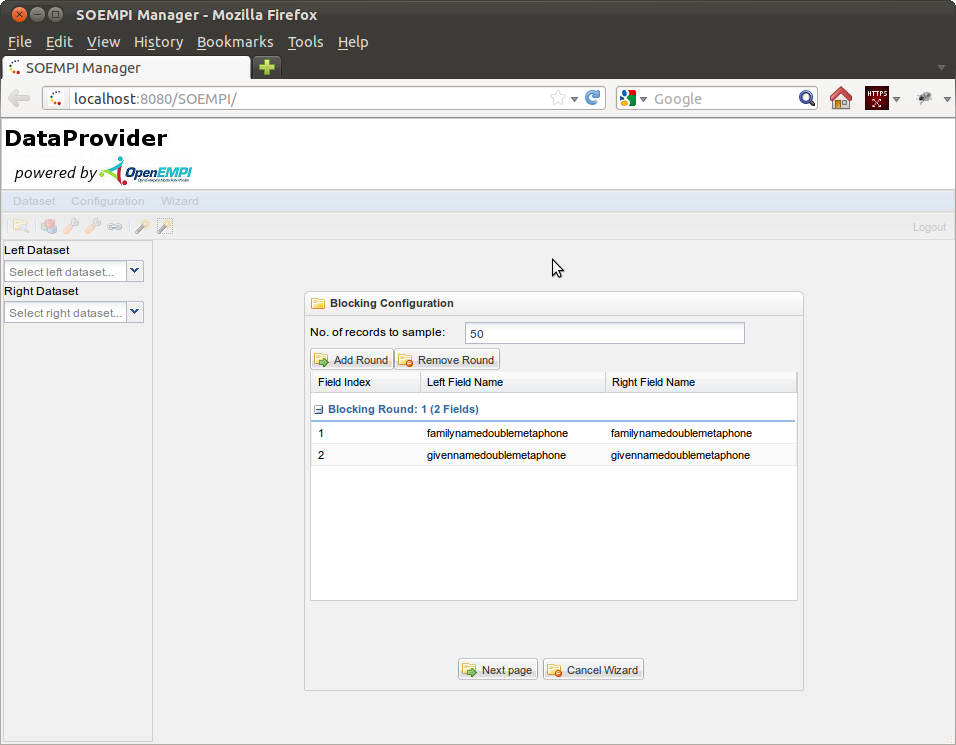 SOEMPI Manager - Mozilla Firefox
File Edit View History Bookmarks Tools Help
SOEMPI Manager
localhost:8080/SOEMPI/ Google HTTPS
DataProvider
powered by OpenEMPI
Dataset Configuration Wizard
Logout
Left Dataset
Select left dataset...
Right Dataset
Select right dataset...
Blocking Configuration
No. of records to sample: 50
Add Round Remove Round
Field Index Left Field Name Right Field Name
Blocking Round: 1 (2 Fields)
1 familynamedoublemetaphone familynamedoublemetaphone
2 givennamedoublemetaphone givennamedoublemetaphone
Next page Cancel Wizard